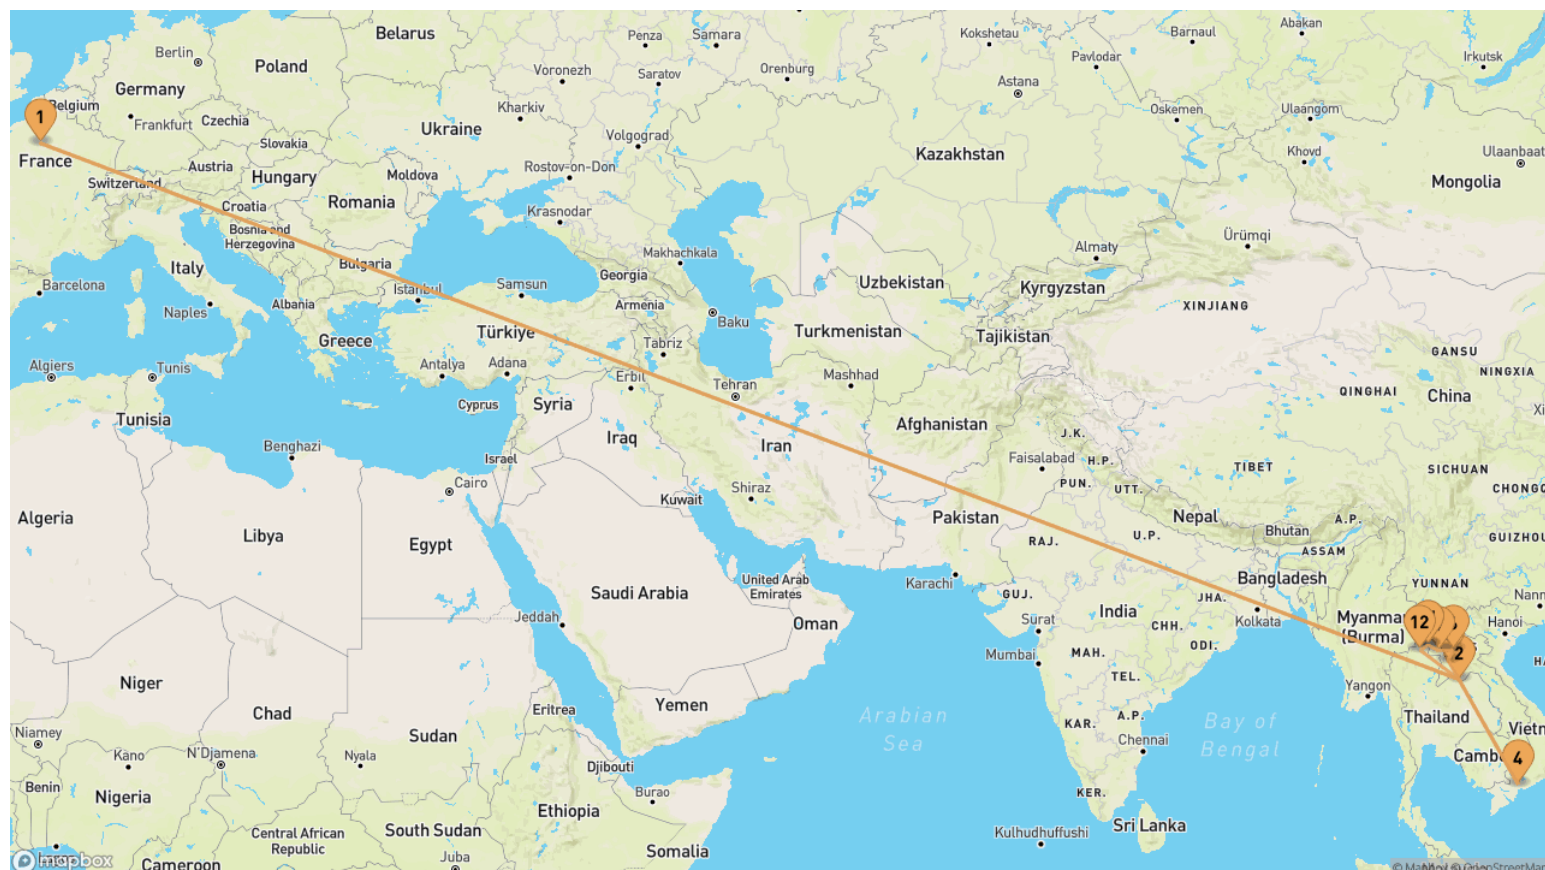 Belarus
Penza
Samara
Kokshetau
Barnaul
Abakan
Berlin
Poland
Voronezh
Saratov
Orenburg
Pavlodar
Astana
Irkutsk
Germany
Belgium
1
Kharkiv
Oskemen
Ulaangom
Frankfurt
Czechia
Ukraine
Slovakia
Volgograd
Kazakhstan
Khovd
Ulaanbaat
France
Austria
Switzerland
Hungary
Moldova
Rostov-on-Don
Mongolia
Croatia
Romania
Krasnodar
Bosnia and
Herzegovina
Makhachkala
Almaty
Ürümqi
Italy
Bulgaria
Georgia
Uzbekistan
Kyrgyzstan
Barcelona
Istanbul
Samsun
Armenia
XINJIANG
Naples
Albania
Baku
Türkiye
Turkmenistan
Tajikistan
Greece
Tabriz
GANSU
Algiers
Tunis
Antalya
Adana
Erbil
Tehran
Mashhad
NINGXIA
QINGHAI
China
Cyprus
Syria
Tunisia
Afghanistan
Xi
Iraq
Iran
J.K.
Benghazi
Israel
Faisalabad
H.P.
TIBET
SICHUAN
Cairo
Shiraz
PUN.
UTT.
CHONGQ
Kuwait
Algeria
Libya
Egypt
Pakistan
Nepal
A.P.
Bhutan
RAJ.
U.P.
GUIZHOU
ASSAM
United Arab
Emirates
Karachi
Bangladesh
YUNNAN
Saudi Arabia
GUJ.
JHA.
Nann
Jeddah
Oman
Surat
India
CHH.
Kolkata
Myanmar
(Burma)
12
Hanoi
Mumbai
MAH.
ODI.
2
Niger
TEL.
Yangon
Chad
Eritrea
Yemen
Arabian
Sea
KAR.
A.P.
Bay of
Bengal
Thailand
Niamey
Sudan
Vietn
Kano
N'Djamena
Nyala
Chennai
Djibouti
Camb
4
Benin
Nigeria
Burao
KER.
Ethiopia
Central African
Republic
South Sudan
Sri Lanka
Kulhudhuffushi
Juba
Somalia
Cameroon
mapbox
© Mapbox © OpenStreetMap